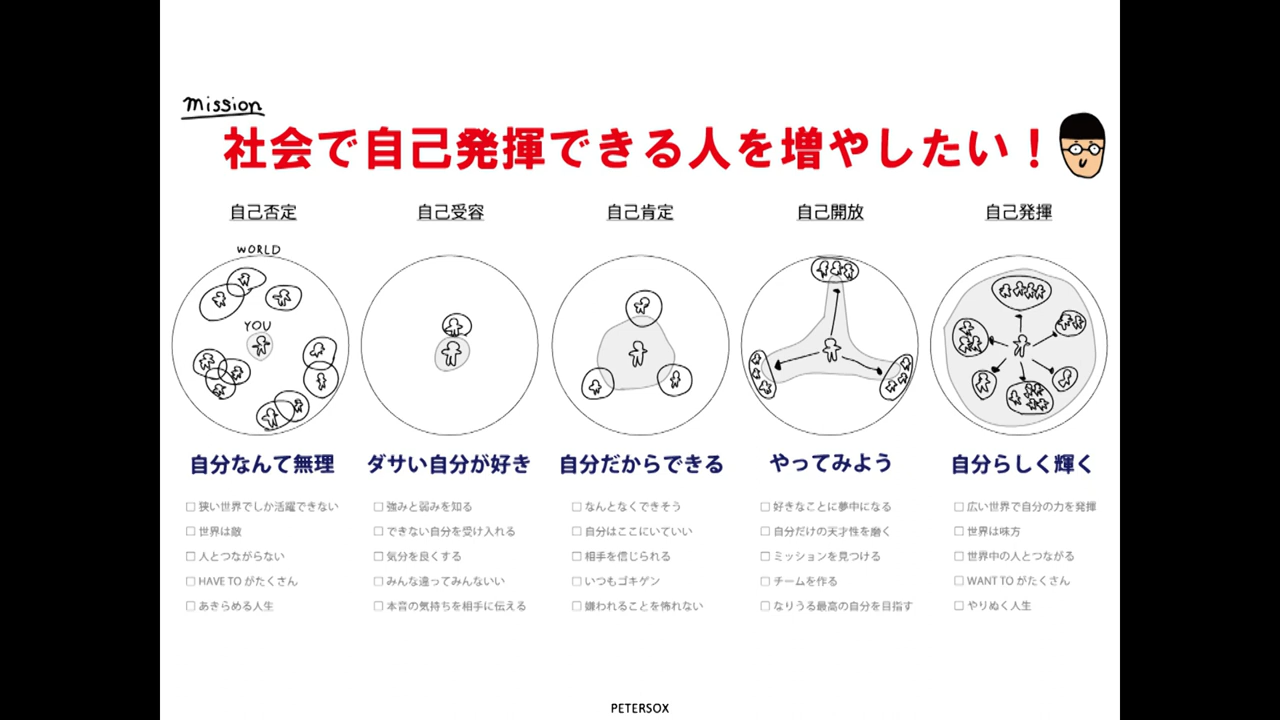 mission
社会で自己発揮できる人を増やしたい！
自己否定
自己受容
自己肯定
自己開放
自己発揮
WORLD
YOU
自分なんて無理
ダサい自分が好き
自分だからできる
やってみよう
自分らしく輝く
□ 狭い世界でしか活躍できない
□ 世界は敵
□ 人とつながらない
□ HAVE TO がたくさん
□ あきらめる人生
□ 強みと弱みを知る
□ できない自分を受け入れる
□ 気分を良くする
□ みんな違ってみんないい
□ 本音の気持ちを相手に伝える
□ なんとなくできそう
□ 自分はここにいていい
□ 相手を信じられる
□ いつもゴキゲン
□ 嫌われることを怖れない
□ 好きなことに夢中になる
□ 自分だけの天才性を磨く
□ ミッションを見つける
□ チームを作る
□ なりうる最高の自分を目指す
□ 広い世界で自分の力を発揮
□ 世界は味方
□ 世界中の人とつながる
□ WANT TO がたくさん
□ やりぬく人生
PETERSOX